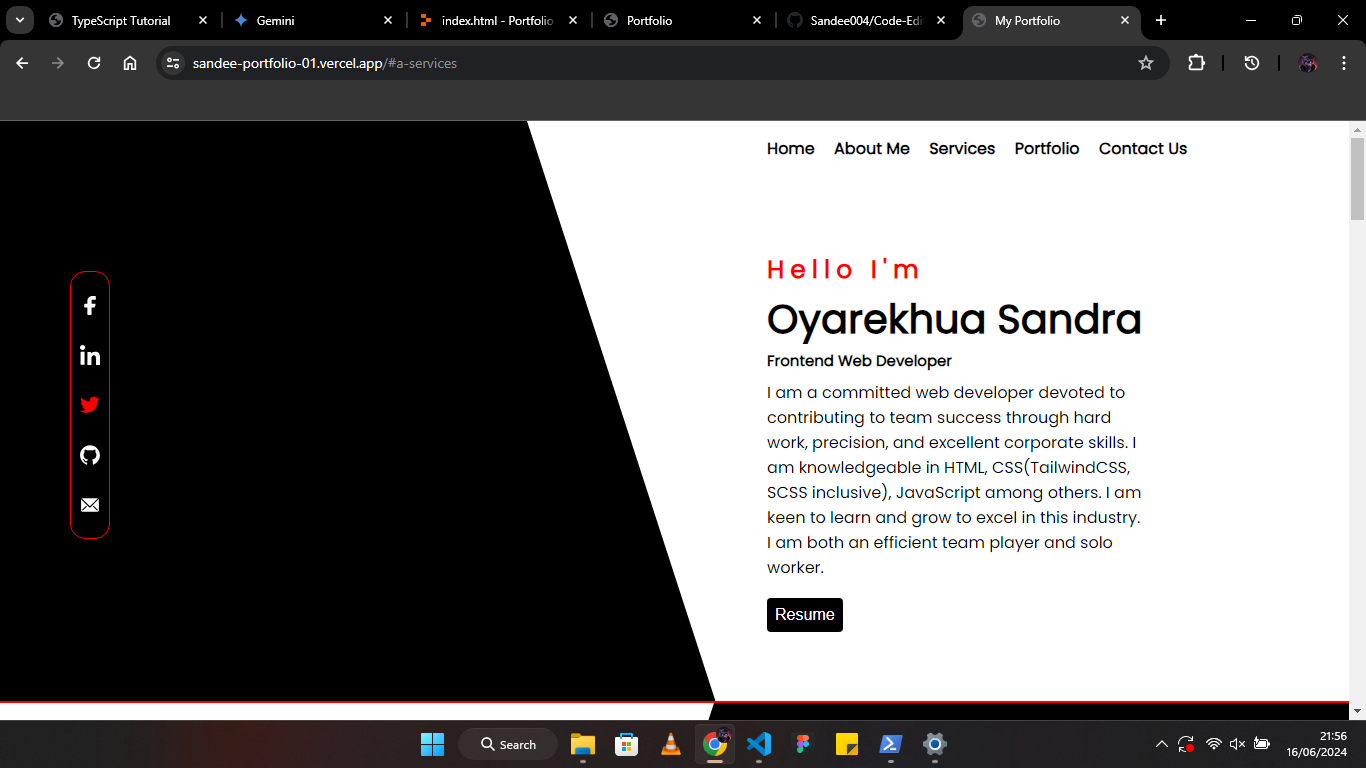 TypeScript Tutorial
Gemini
index.html - Portfolio
Portfolio
Sandee004/Code-Edi
My Portfolio
sandee-portfolio-01.vercel.app/#a-services
Home About Me Services Portfolio Contact Us
Hello I'm
Oyarekhua Sandra
Frontend Web Developer
I am a committed web developer devoted to
contributing to team success through hard
work, precision, and excellent corporate skills. I
am knowledgeable in HTML, CSS(TailwindCSS,
SCSS inclusive), JavaScript among others. I am
keen to learn and grow to excel in this industry.
I am both an efficient team player and solo
worker.
Resume
Search
21:56
16/06/2024